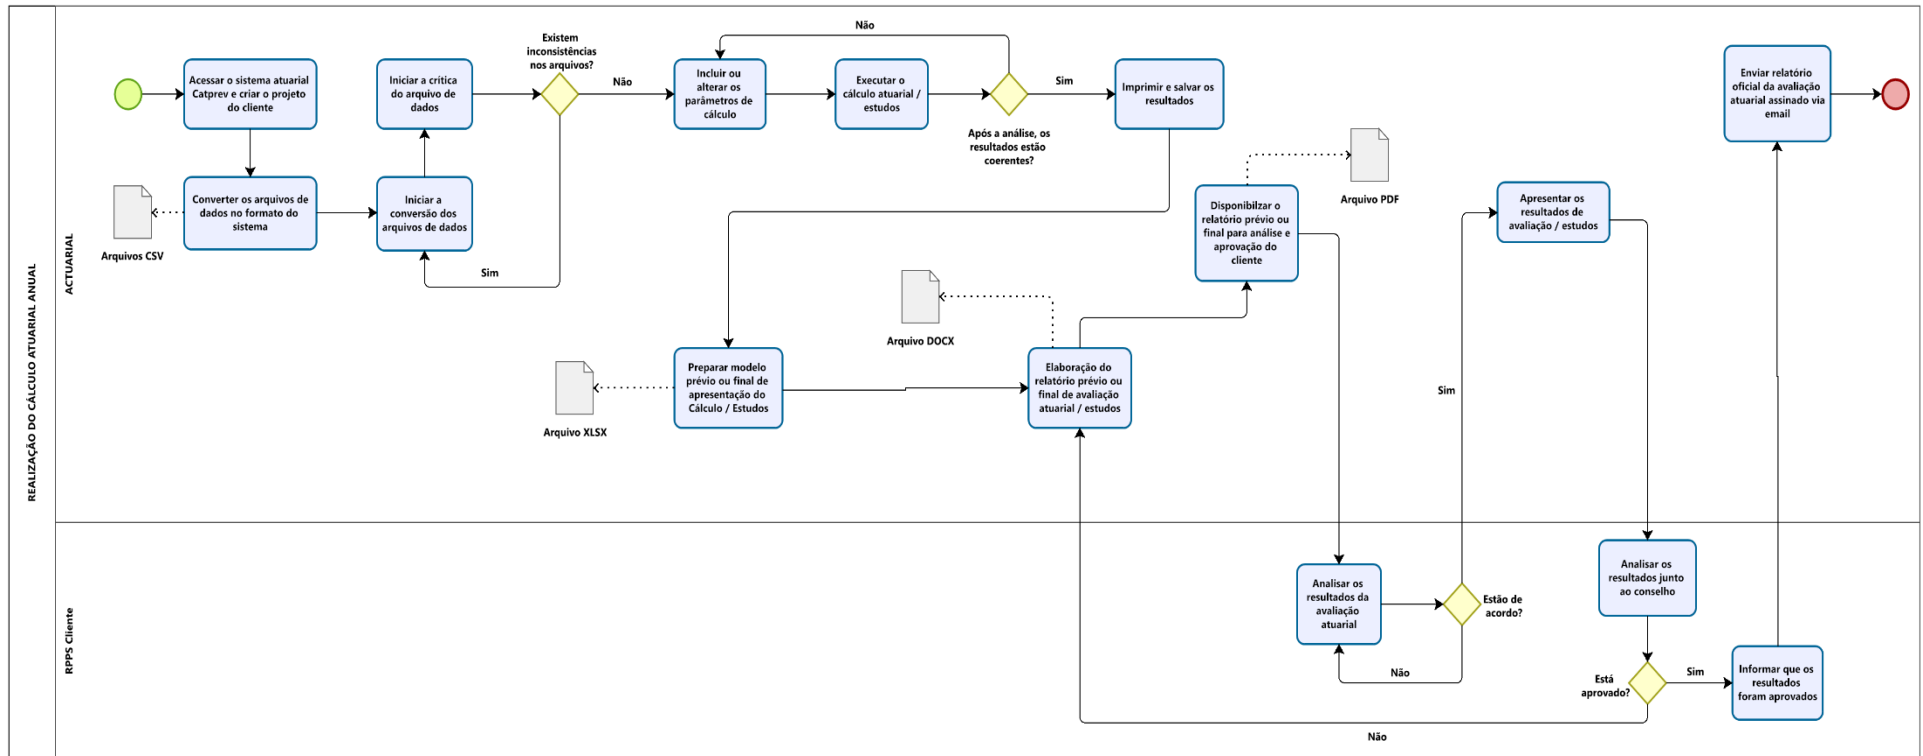 REALIZAÇÃO DO CÁLCULO ATUARIAL ANUAL
ACTUARIAL
RPPS Cliente
Acessar o sistema atuarial
Catprev e criar o projeto
do cliente
Converter os arquivos de
dados no formato do
sistema
Arquivos CSV
Iniciar a
conversão dos
arquivos de dados
Iniciar a crítica
do arquivo de
dados
Existem
inconsistências
nos arquivos?
Sim
Não
Incluir ou
alterar os
parâmetros de
cálculo
Executar o
cálculo atuarial /
estudos
Não
Após a análise, os
resultados estão
coerentes?
Sim
Imprimir e salvar os
resultados
Preparar modelo
prévio ou final de
apresentação do
Cálculo / Estudos
Arquivo XLSX
Elaboração do
relatório prévio ou
final de avaliação
atuarial / estudos
Arquivo DOCX
Disponibilzar o
relatório prévio ou
final para análise e
aprovação do
cliente
Arquivo PDF
Analisar os
resultados da
avaliação
atuarial
Estão de
acordo?
Não
Sim
Apresentar os
resultados de
avaliação / estudos
Analisar os
resultados junto
ao conselho
Está
aprovado?
Não
Sim
Informar que os
resultados
foram aprovados
Enviar relatório
oficial da avaliação
atuarial assinado via
email